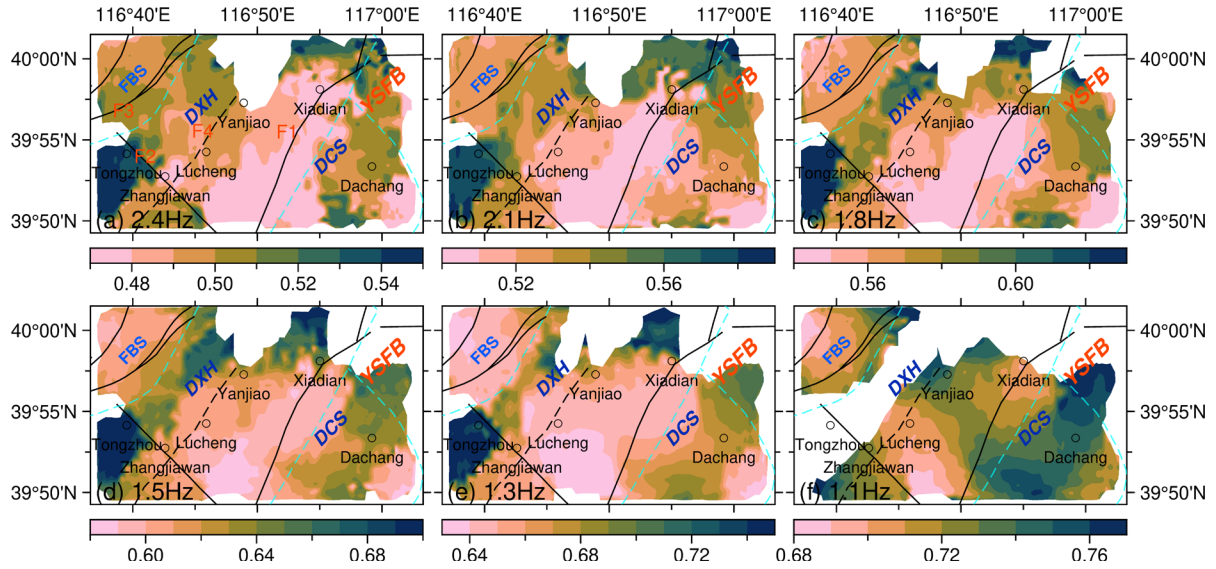 116°40'E 116°50'E 117°00'E 116°40'E 116°50'E 117°00'E 116°40'E 116°50'E 117°00'E
40°00'N
39°55'N
39°50'N
FBS
DXH
YSFB
DCS
F3
F4
F1
F2
Xiadian
Yanjiao
Lucheng
Tongzhou
Zhangjiawan
Dachang
(a) 2.4Hz
0.48 0.50 0.52 0.54
FBS
DXH
YSFB
DCS
Xiadian
Yanjiao
Lucheng
Tongzhou
Zhangjiawan
Dachang
(b) 2.1Hz
0.52 0.56
FBS
DXH
YSFB
DCS
Xiadian
Yanjiao
Lucheng
Tongzhou
Zhangjiawan
Dachang
(c) 1.8Hz
40°00'N
39°55'N
39°50'N
0.56 0.60
40°00'N
39°55'N
39°50'N
FBS
DXH
YSFB
DCS
Xiadian
Yanjiao
Lucheng
Tongzhou
Zhangjiawan
Dachang
(d) 1.5Hz
0.60 0.64 0.68
FBS
DXH
YSFB
DCS
Xiadian
Yanjiao
Lucheng
Tongzhou
Zhangjiawan
Dachang
(e) 1.3Hz
0.64 0.68 0.72
FBS
DXH
YSFB
DCS
Xiadian
Yanjiao
Lucheng
Tongzhou
Zhangjiawan
Dachang
(f) 1.1Hz
40°00'N
39°55'N
39°50'N
0.68 0.72 0.76